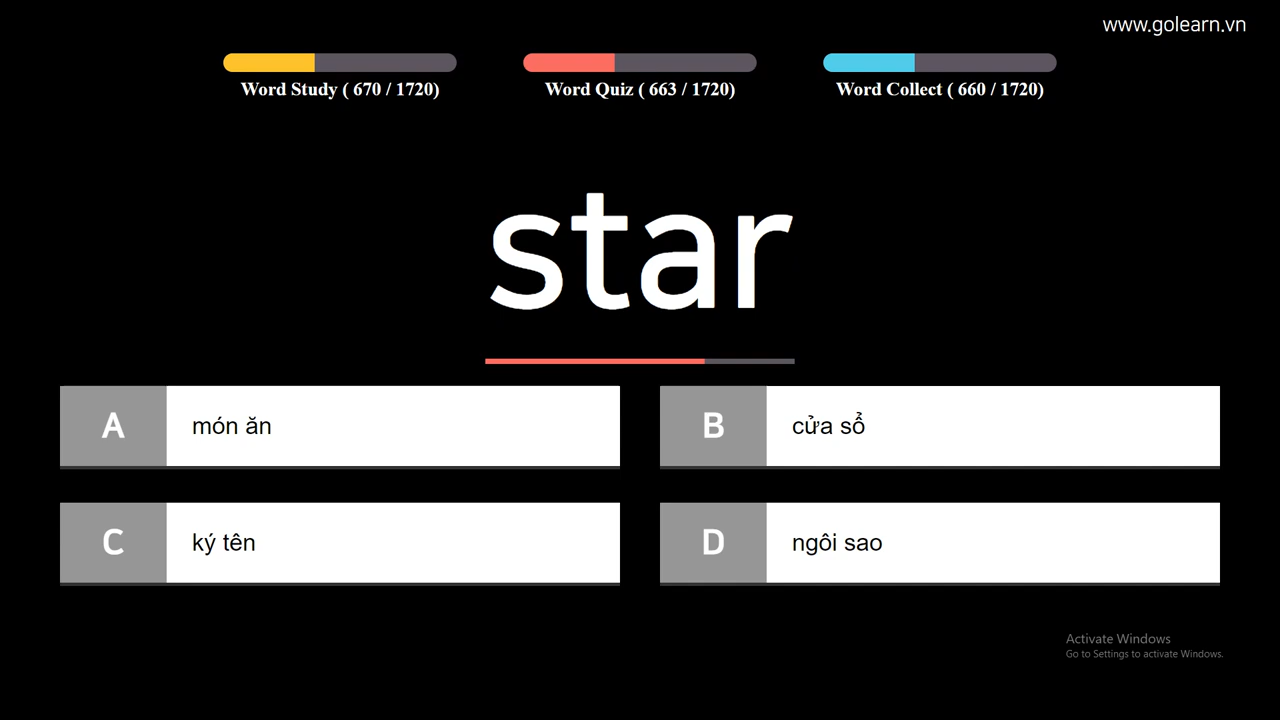 www.golearn.vn
Word Study ( 670 / 1720)
Word Quiz ( 663 / 1720)
Word Collect ( 660 / 1720)
star
A món ăn
B cửa sổ
C ký tên
D ngôi sao
Activate Windows
Go to Settings to activate Windows.